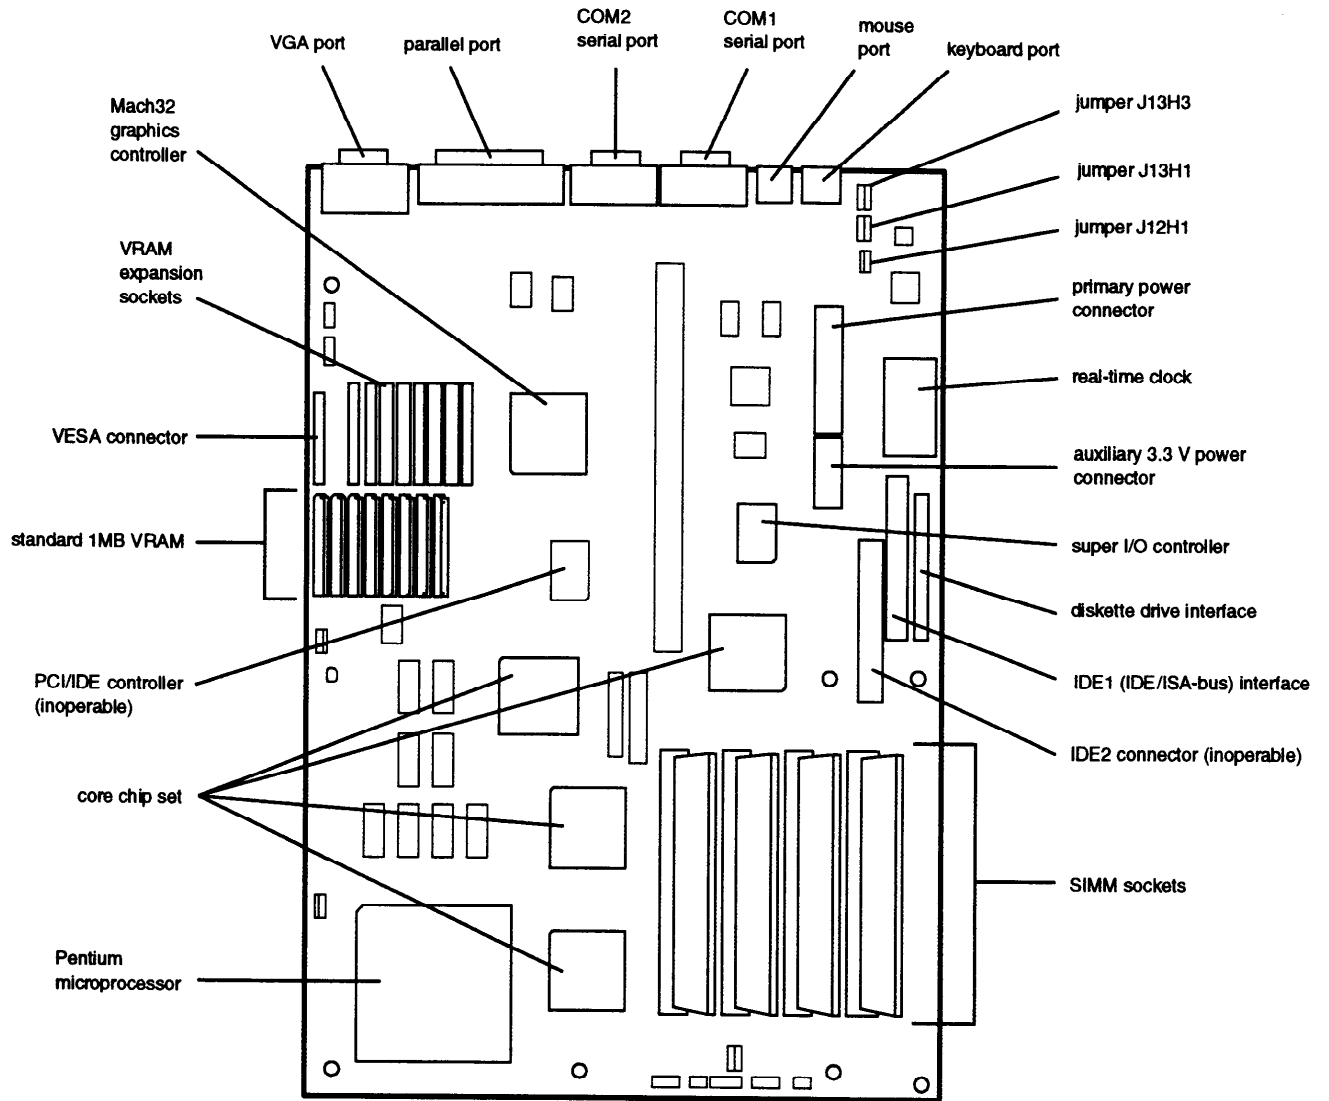 VGA port
parallel port
COM2
serial port
COM1
serial port
mouse
port
keyboard port
Mach32
graphics
controller
jumper J13H3
jumper J13H1
jumper J12H1
VRAM
expansion
sockets
primary power
connector
real-time clock
VESA connector
auxiliary 3.3 V power
connector
standard 1MB VRAM
super I/O controller
diskette drive interface
PCI/IDE controller
(inoperable)
IDE1 (IDE/ISA-bus) interface
IDE2 connector (inoperable)
core chip set
SIMM sockets
Pentium
microprocessor